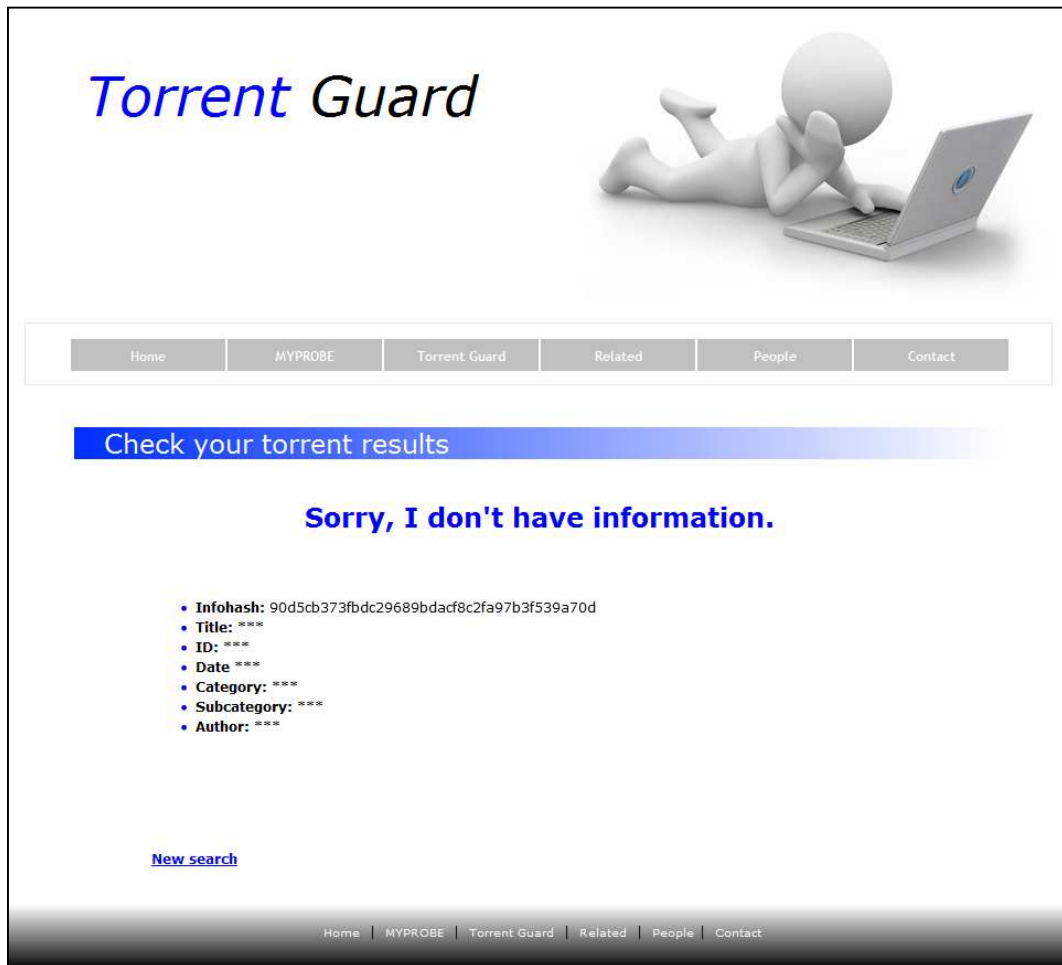 Torrent Guard
Home MYPROBE Torrent Guard Related People Contact
Check your torrent results
Sorry, I don't have information.
• Infohash: 90d5cb373fbdc29689bdacf8c2fa97b3f539a70d
• Title: ***
• ID: ***
• Date ***
• Category: ***
• Subcategory: ***
• Author: ***
New search
Home | MYPROBE | Torrent Guard | Related | People | Contact